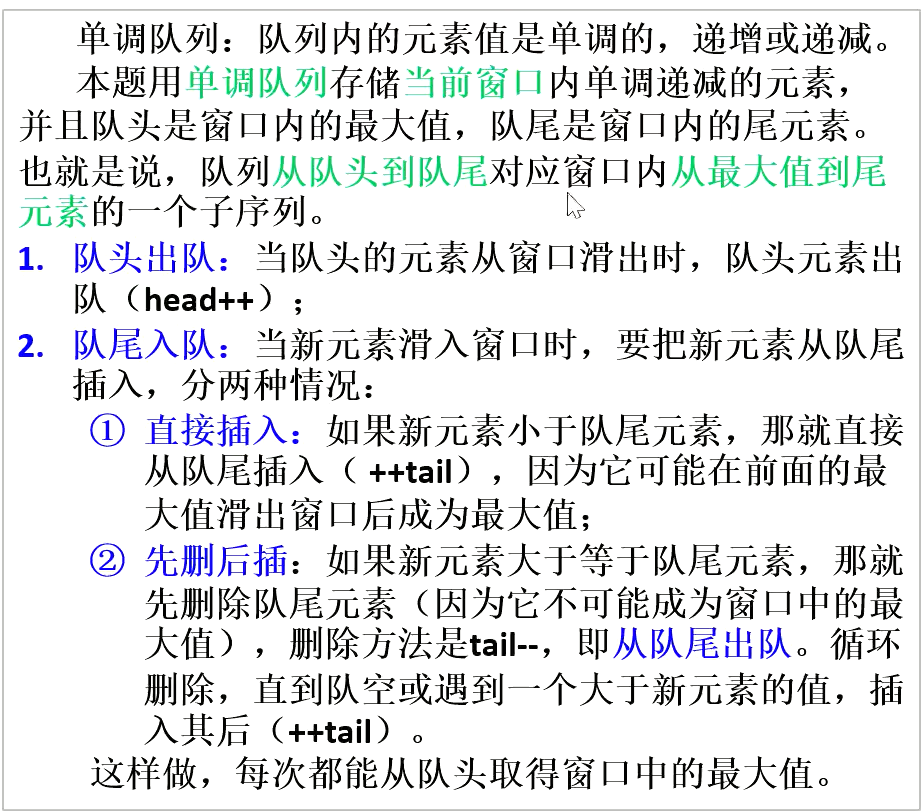 单调队列：队列内的元素值是单调的，递增或递减。
本题用单调队列存储当前窗口内单调递减的元素，
并且队头是窗口内的最大值，队尾是窗口内的尾元素。
也就是说，队列从队头到队尾对应窗口内从最大值到尾
元素的一个子序列。
1. 队头出队：当队头的元素从窗口滑出时，队头元素出
队（head++）；
2. 队尾入队：当新元素滑入窗口时，要把新元素从队尾
插入，分两种情况：
① 直接插入：如果新元素小于队尾元素，那就直接
从队尾插入（ ++tail），因为它可能在前面的最
大值滑出窗口后成为最大值；
② 先删后插：如果新元素大于等于队尾元素，那就
先删除队尾元素（因为它不可能成为窗口中的最
大值），删除方法是tail--，即从队尾出队。循环
删除，直到队空或遇到一个大于新元素的值，插
入其后（++tail）。
这样做，每次都能从队头取得窗口中的最大值。